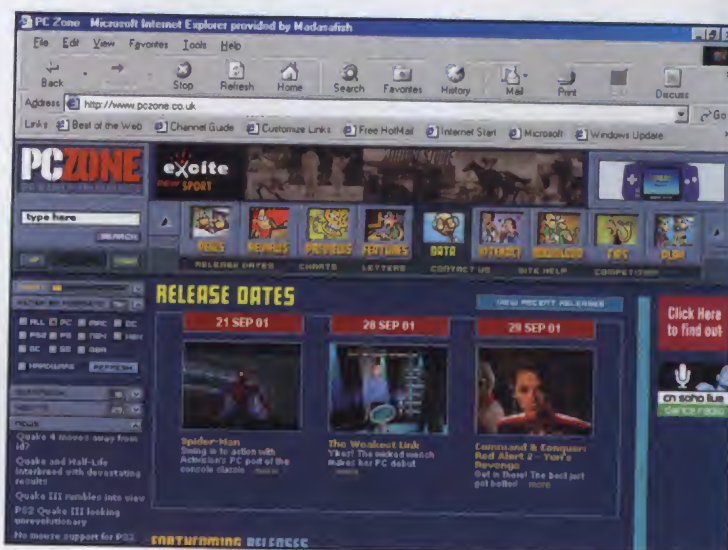 PC Zone Microsoft Internet Explorer provided by Madasafish
File Edit View Favorites Tools Help
Back Stop Refresh Home Search Favorites History Mail Print Discuss
Address http://www.pczone.co.uk Go
Links Best of the Web Channel Guide Customize Links Free HotMail Internet Start Microsoft Windows Update
PCZONE
excite
NEW SPORT
type here
SEARCH
NEWS REVIEWS PREVIEWS FEATURES DATA INTERACT DOWNLOAD TIPS PLAY
RELEASE DATES CHARTS LETTERS CONTACT US SITE HELP COMPETITION
RELEASE DATES
VIEW RECENT RELEASES
ALL PC MAC DC
PS2 PS N64
GC GB GBA
HARDWARE REFRESH
NEWS
Quake 4 moves away from id?
Quake and Half-Life
interbreed with devastating
results
Quake III rumbles into view
PS2 Quake III looking
unrevolutionary
No mouse support for PS2
21 SEP 01
Spider-Man
Swing in to action with
Activision's PC port of the
console classic more
28 SEP 01
The Weakest Link
Yikes! The wicked wench
makes her PC debut
more
29 SEP 01
Command & Conquer:
Red Alert 2 - Yuri's
Revenge
Get in there! The best just
got better! more
FORTHCOMING RELEASES
Click Here
to find out
cn soho live
dance radio